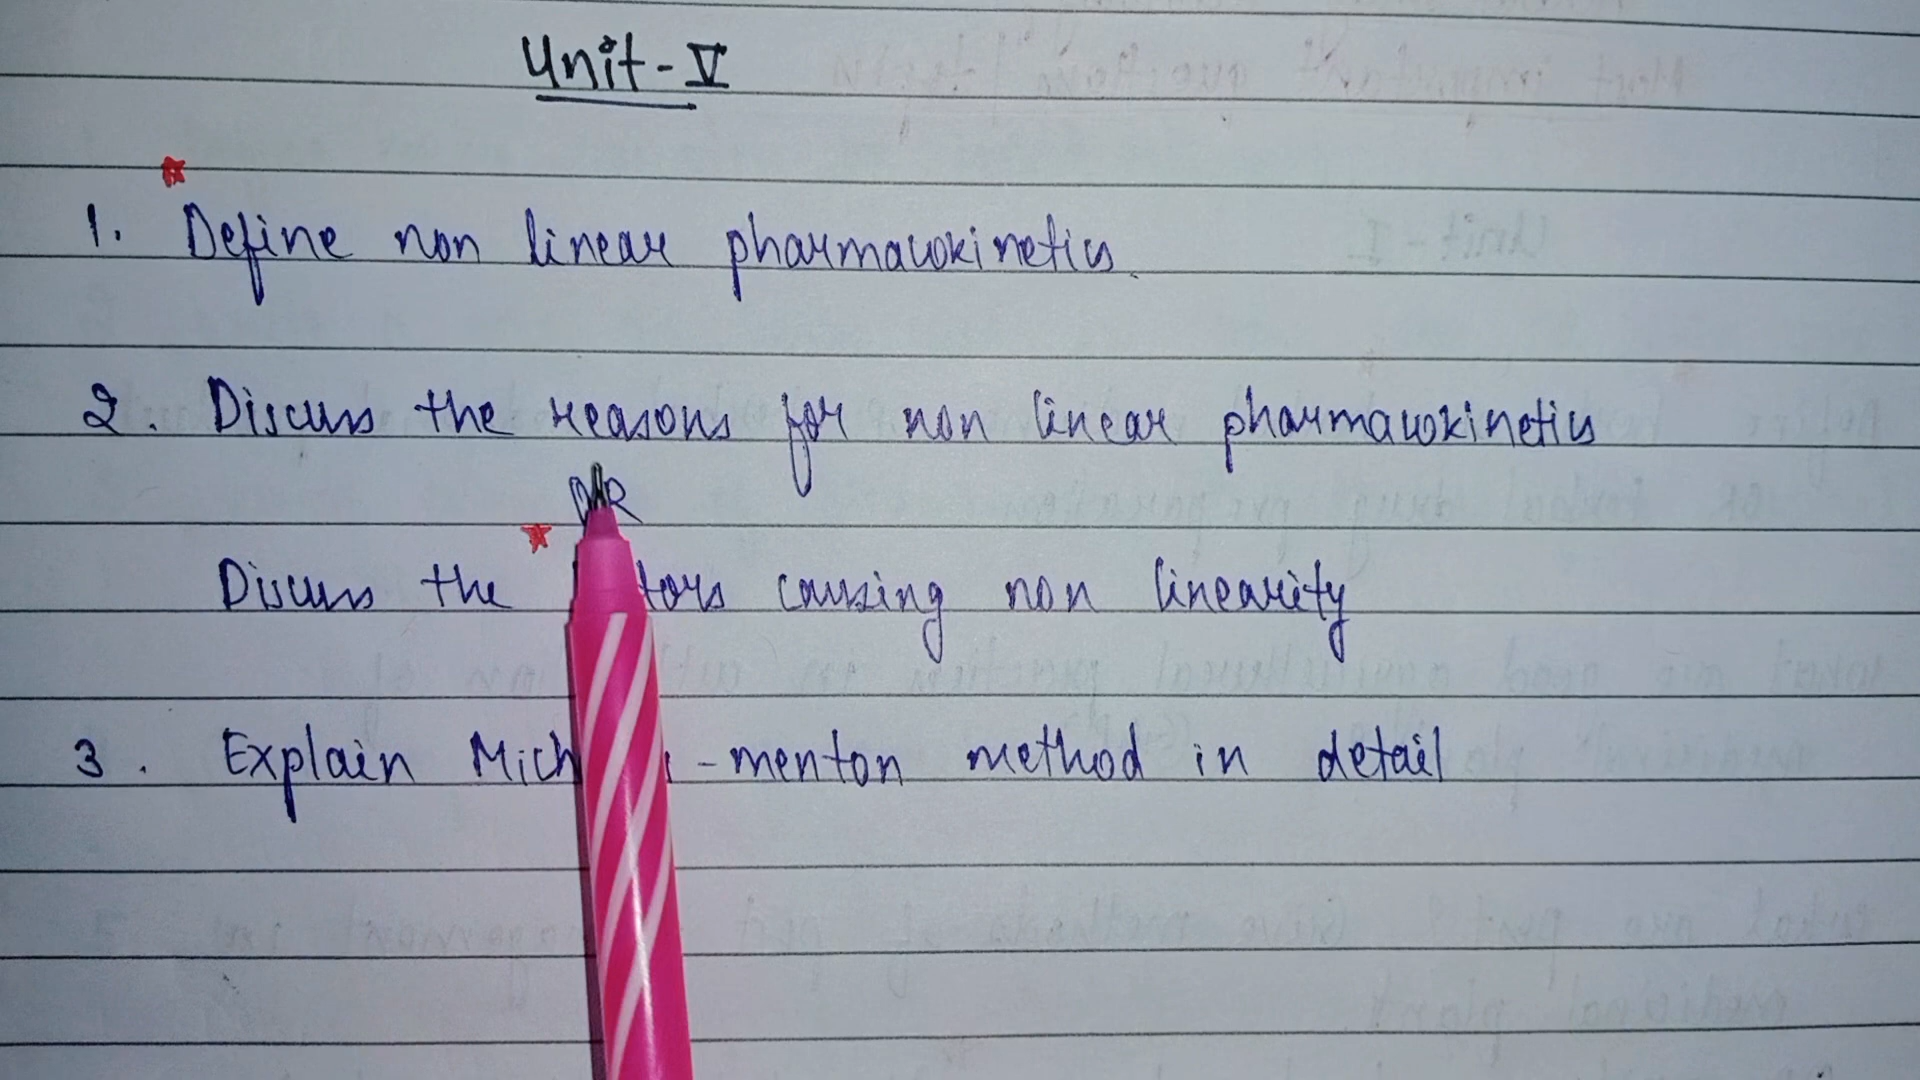 Unit-V
1. Define non linear pharmacokinetics.
2. Discuss the reasons for non linear pharmacokinetics
OR
Discuss the causing non linearity
3. Explain -menton method in detail